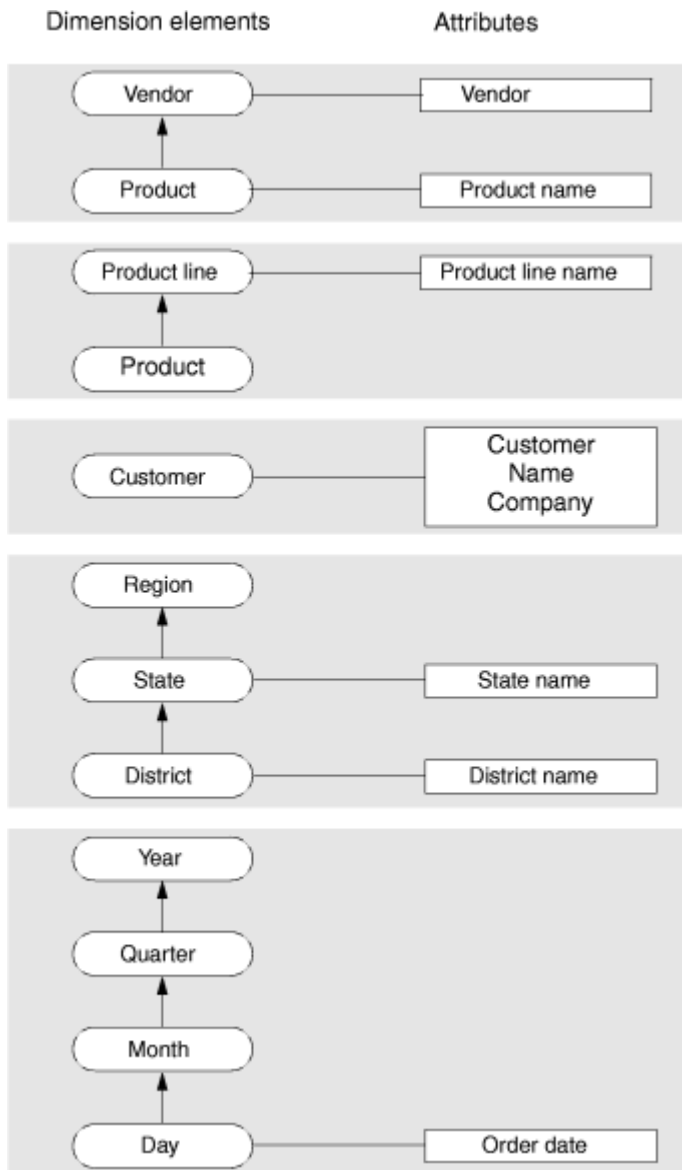 Dimension elements Attributes
Vendor Vendor
Product Product name
Product line Product line name
Product
Customer
Customer
Name
Company
Region
State State name
District District name
Year
Quarter
Month
Day Order date